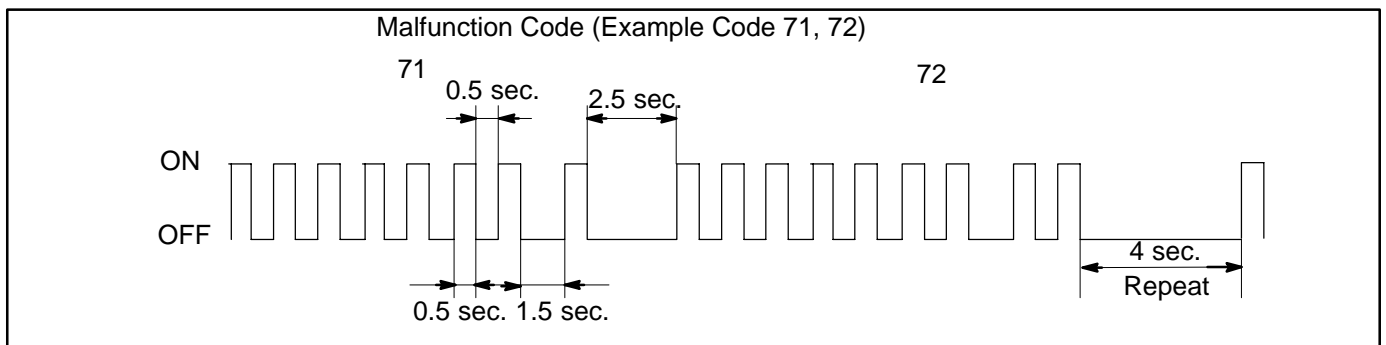 Malfunction Code (Example Code 71, 72)
71
72
0.5 sec.
2.5 sec.
ON
OFF
4 sec.
Repeat
0.5 sec.
1.5 sec.